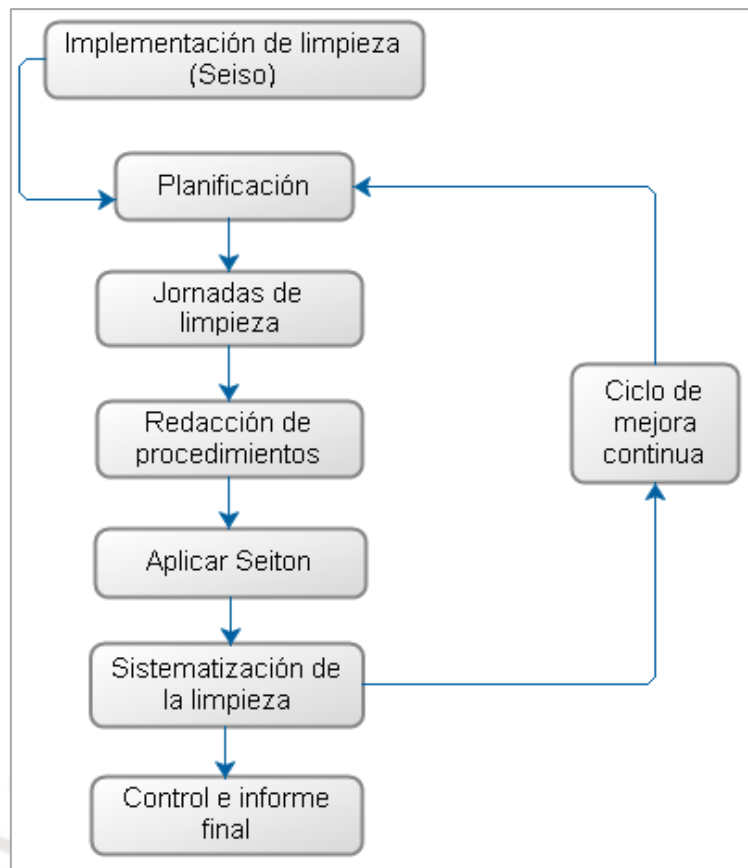 Implementación de limpieza
(Seiso)
Planificación
Jornadas de
limpieza
Redacción de
procedimientos
Aplicar Seiton
Sistematización de
la limpieza
Control e informe
final
Ciclo de
mejora
continua